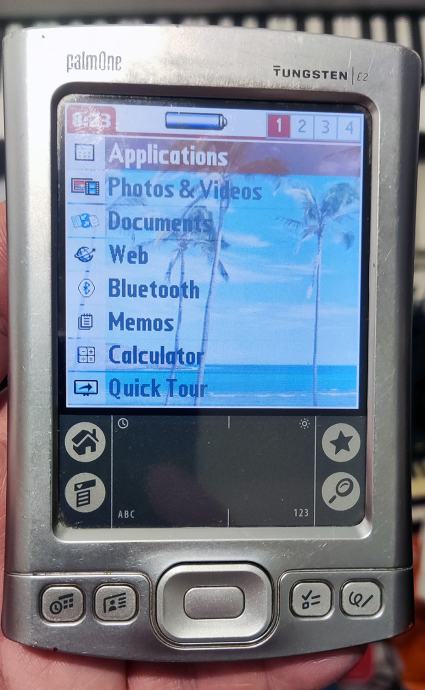 palmOne
TUNGSTEN | E2
8:23
1 2 3 4
Applications
Photos & Videos
Documents
Web
Bluetooth
Memos
Calculator
Quick Tour
ABC
123